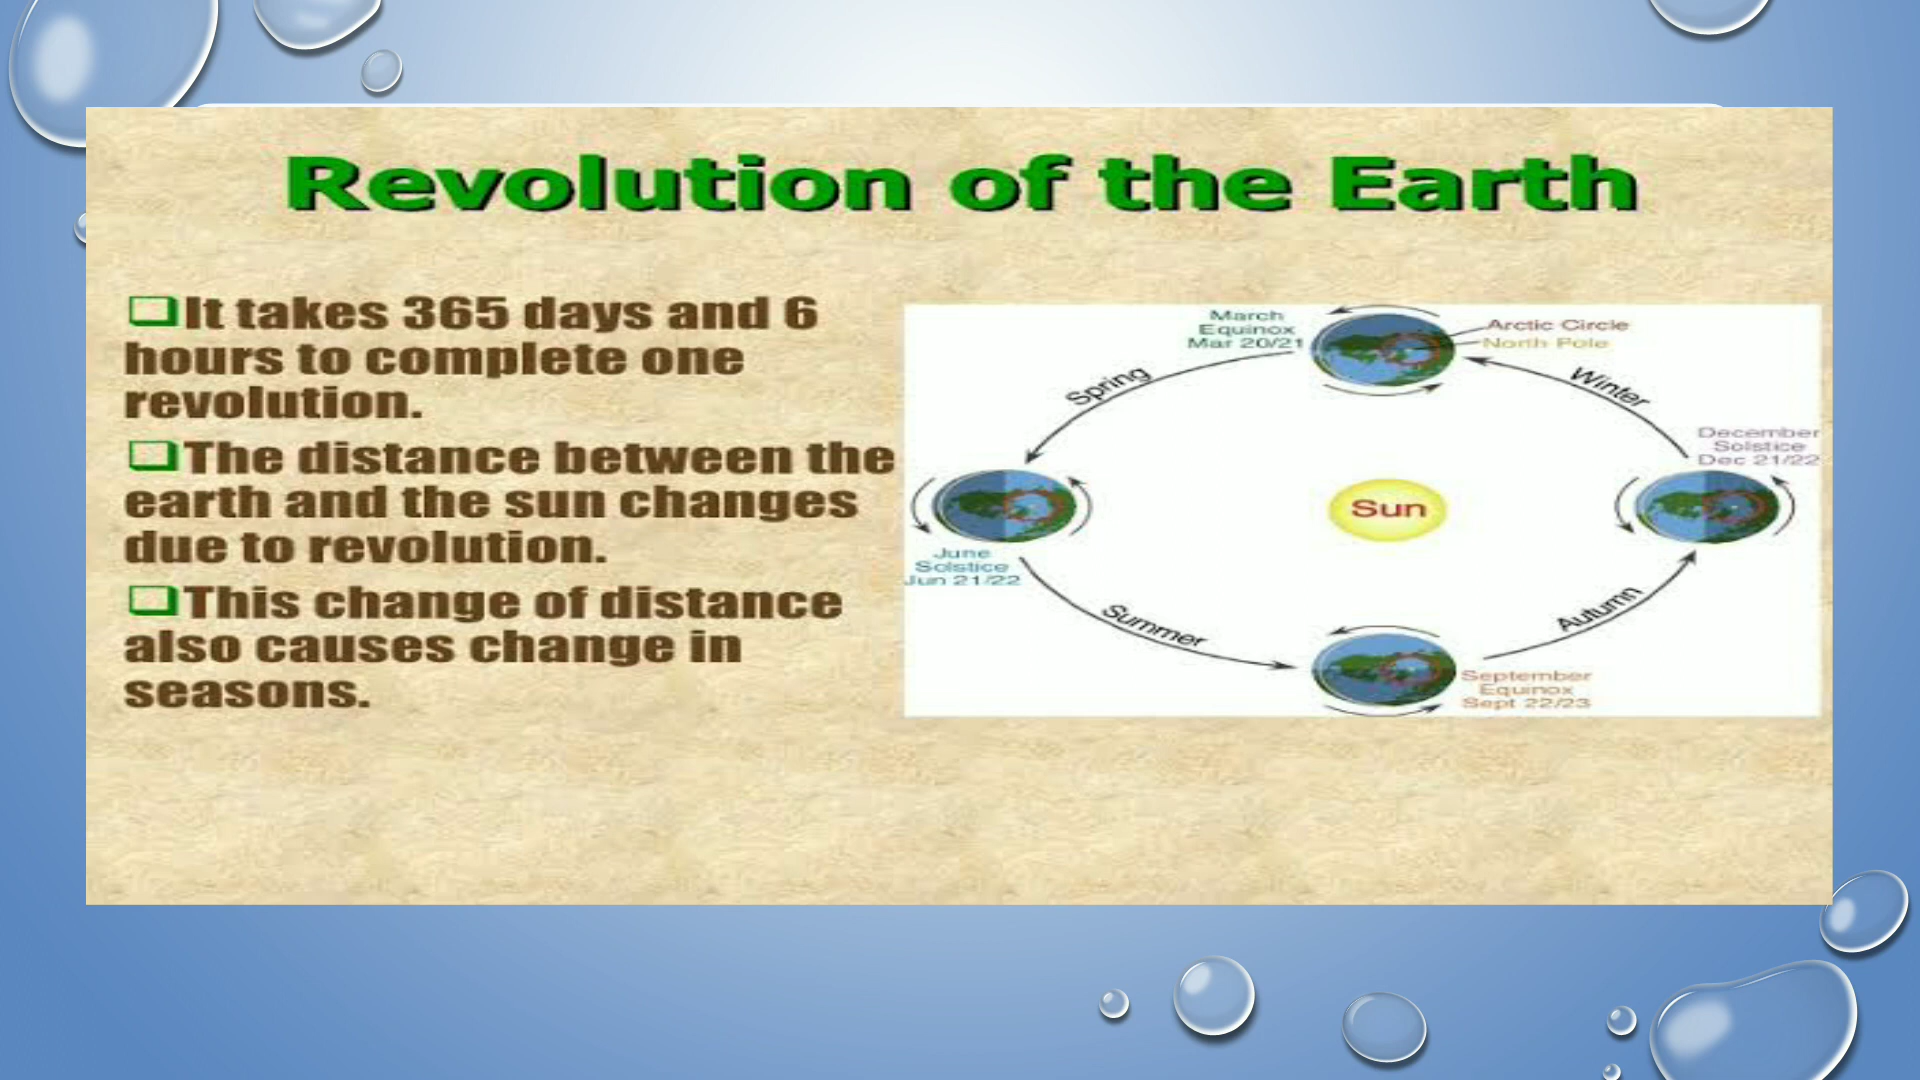 Revolution of the Earth
❑It takes 365 days and 6
hours to complete one
revolution.
❑The distance between the
earth and the sun changes
due to revolution.
❑This change of distance
also causes change in
seasons.
March
Equinox
Mar 20/21
Arctic Circle
North Pole
Spring
Winter
December
Solstice
Dec 21/22
Sun
June
Solstice
Jun 21/22
Summer
Autumn
September
Equinox
Sept 22/23